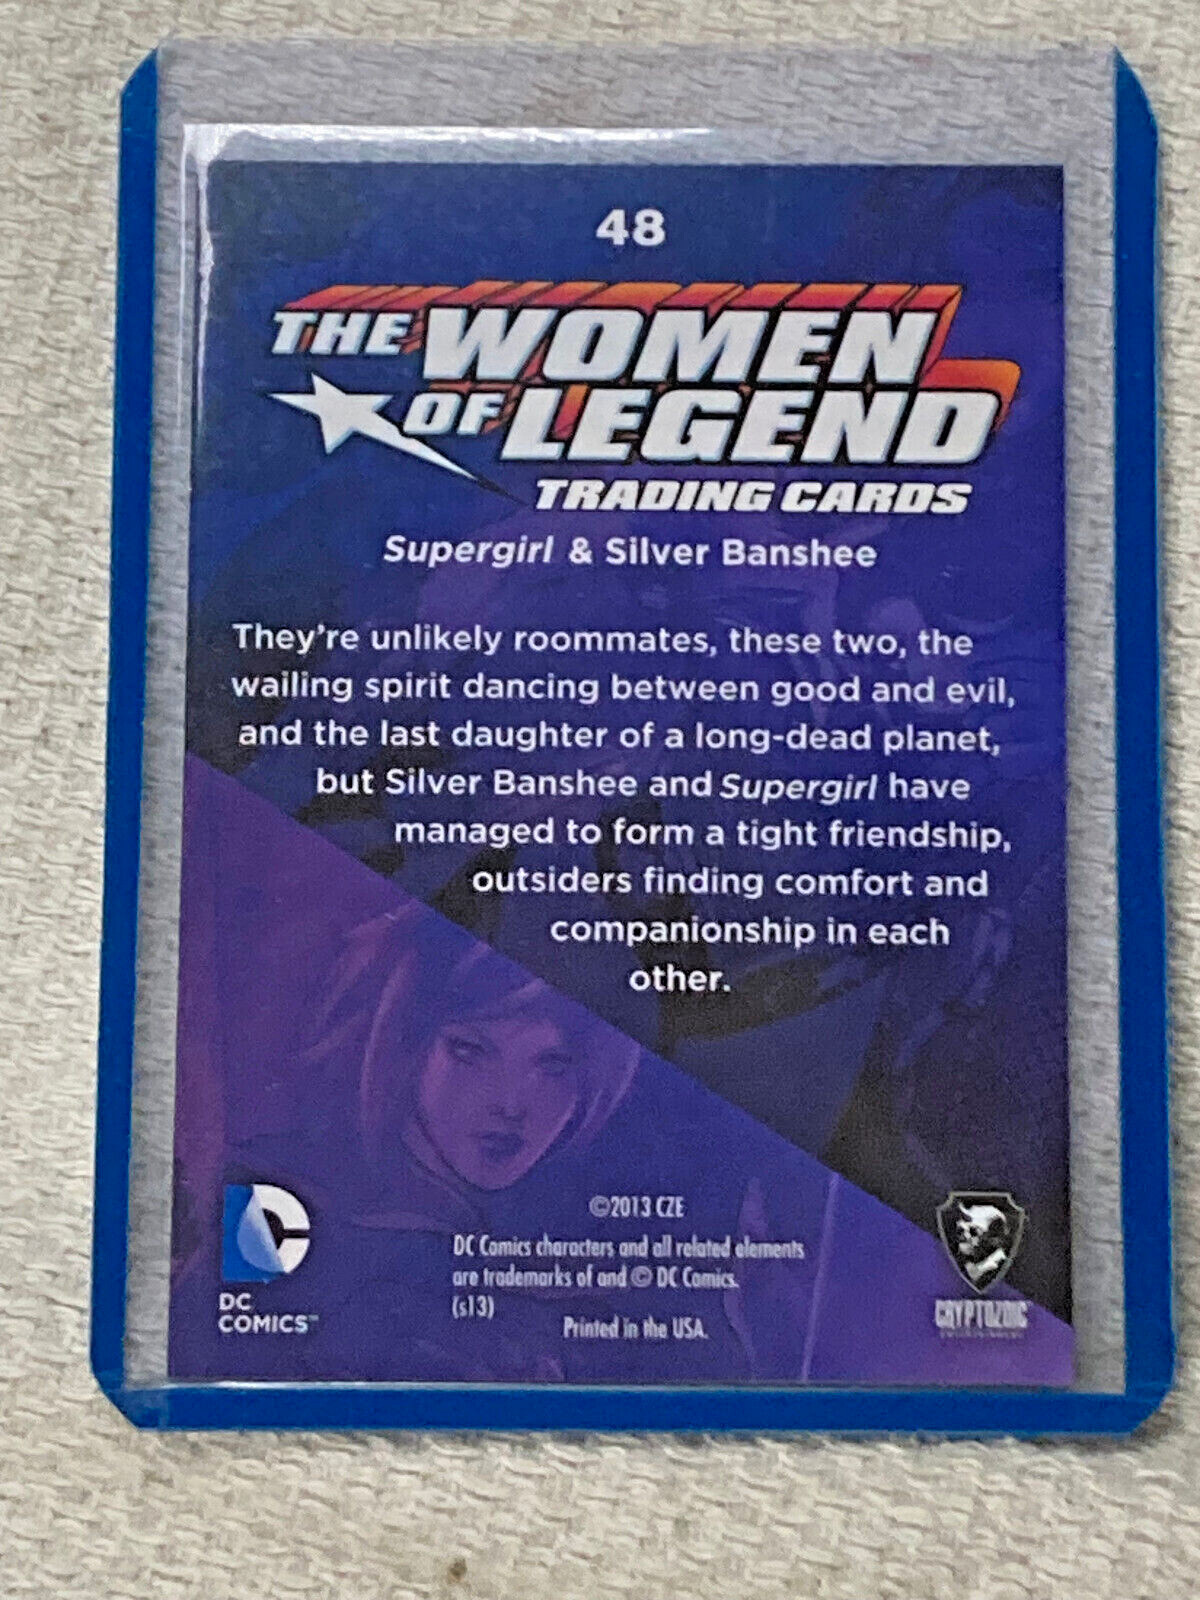 48
THE WOMEN
OF LEGEND
TRADING CARDS
Supergirl & Silver Banshee
They're unlikely roommates, these two, the
wailing spirit dancing between good and evil,
and the last daughter of a long-dead planet,
but Silver Banshee and Supergirl have
managed to form a tight friendship,
outsiders finding comfort and
companionship in each
other.
©2013 CZE
DC Comics characters and all related elements
are trademarks of and © DC Comics.
(s13)
Printed in the USA.
DC
COMICS™
CRYPTOZOIC